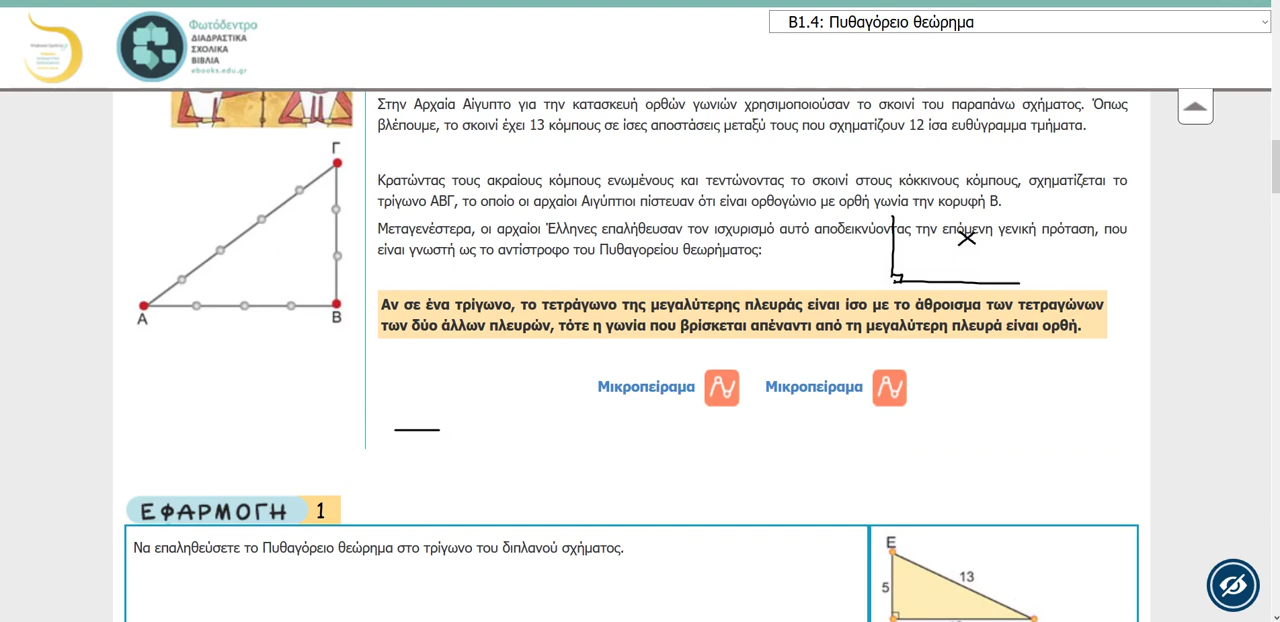 Β1.4: Πυθαγόρειο θεώρημα
Φωτόδεντρο
ΔΙΑΔΡΑΣΤΙΚΑ
ΣΧΟΛΙΚΑ
ΒΙΒΛΙΑ
ebooks.edu.gr
Στην Αρχαία Αίγυπτο για την κατασκευή ορθών γωνιών χρησιμοποιούσαν το σκοινί του παραπάνω σχήματος. Όπως
βλέπουμε, το σκοινί έχει 13 κόμπους σε ίσες αποστάσεις μεταξύ τους που σχηματίζουν 12 ίσα ευθύγραμμα τμήματα.
Κρατώντας τους ακραίους κόμπους ενωμένους και τεντώνοντας το σκοινί στους κόκκινους κόμπους, σχηματίζεται το
τρίγωνο ΑΒΓ, το οποίο οι αρχαίοι Αιγύπτιοι πίστευαν ότι είναι ορθογώνιο με ορθή γωνία την κορυφή Β.
Μεταγενέστερα, οι αρχαίοι Έλληνες επαλήθευσαν τον ισχυρισμό αυτό αποδεικνύοντας την επόμενη γενική πρόταση, που
είναι γνωστή ως το αντίστροφο του Πυθαγορείου θεωρήματος:
Γ
Α
Β
Αν σε ένα τρίγωνο, το τετράγωνο της μεγαλύτερης πλευράς είναι ίσο με το άθροισμα των τετραγώνων
των δύο άλλων πλευρών, τότε η γωνία που βρίσκεται απέναντι από τη μεγαλύτερη πλευρά είναι ορθή.
Μικροπείραμα Μικροπείραμα
ΕΦΑΡΜΟΓΗ 1
Να επαληθεύσετε το Πυθαγόρειο θεώρημα στο τρίγωνο του διπλανού σχήματος.
Ε
13
5